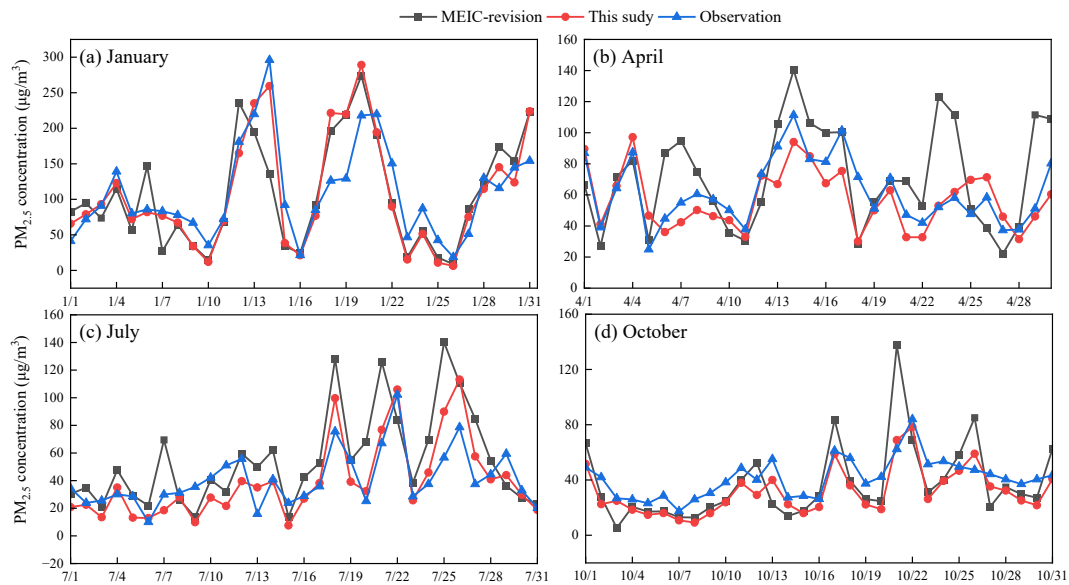 MEIC-revision This sudy Observation
(a) January
(b) April
PM2.5 concentration (μg/m3)
300
250
200
150
100
50
0
160
140
120
100
80
60
40
20
0
1/1 1/4 1/7 1/10 1/13 1/16 1/19 1/22 1/25 1/28 1/31
4/1 4/4 4/7 4/10 4/13 4/16 4/19 4/22 4/25 4/28
(c) July
(d) October
PM2.5 concentration (μg/m3)
160
140
120
100
80
60
40
20
0
−20
160
120
80
40
0
7/1 7/4 7/7 7/10 7/13 7/16 7/19 7/22 7/25 7/28 7/31
10/1 10/4 10/7 10/10 10/13 10/16 10/19 10/22 10/25 10/28 10/31